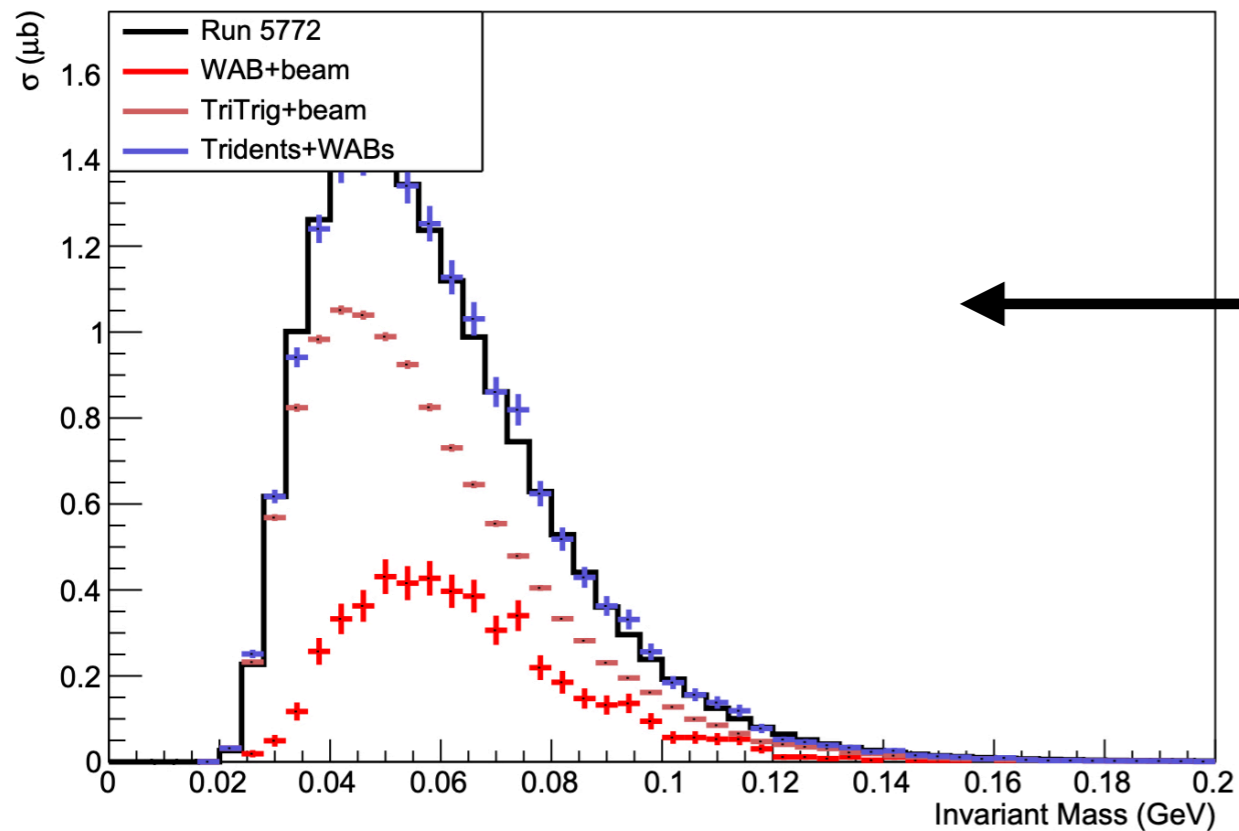 σ (μb)
Run 5772
WAB+beam
TriTrig+beam
Tridents+WABs
1.6
1.4
1.2
1
0.8
0.6
0.4
0.2
0
0 0.02 0.04 0.06 0.08 0.1 0.12 0.14 0.16 0.18 0.2
Invariant Mass (GeV)